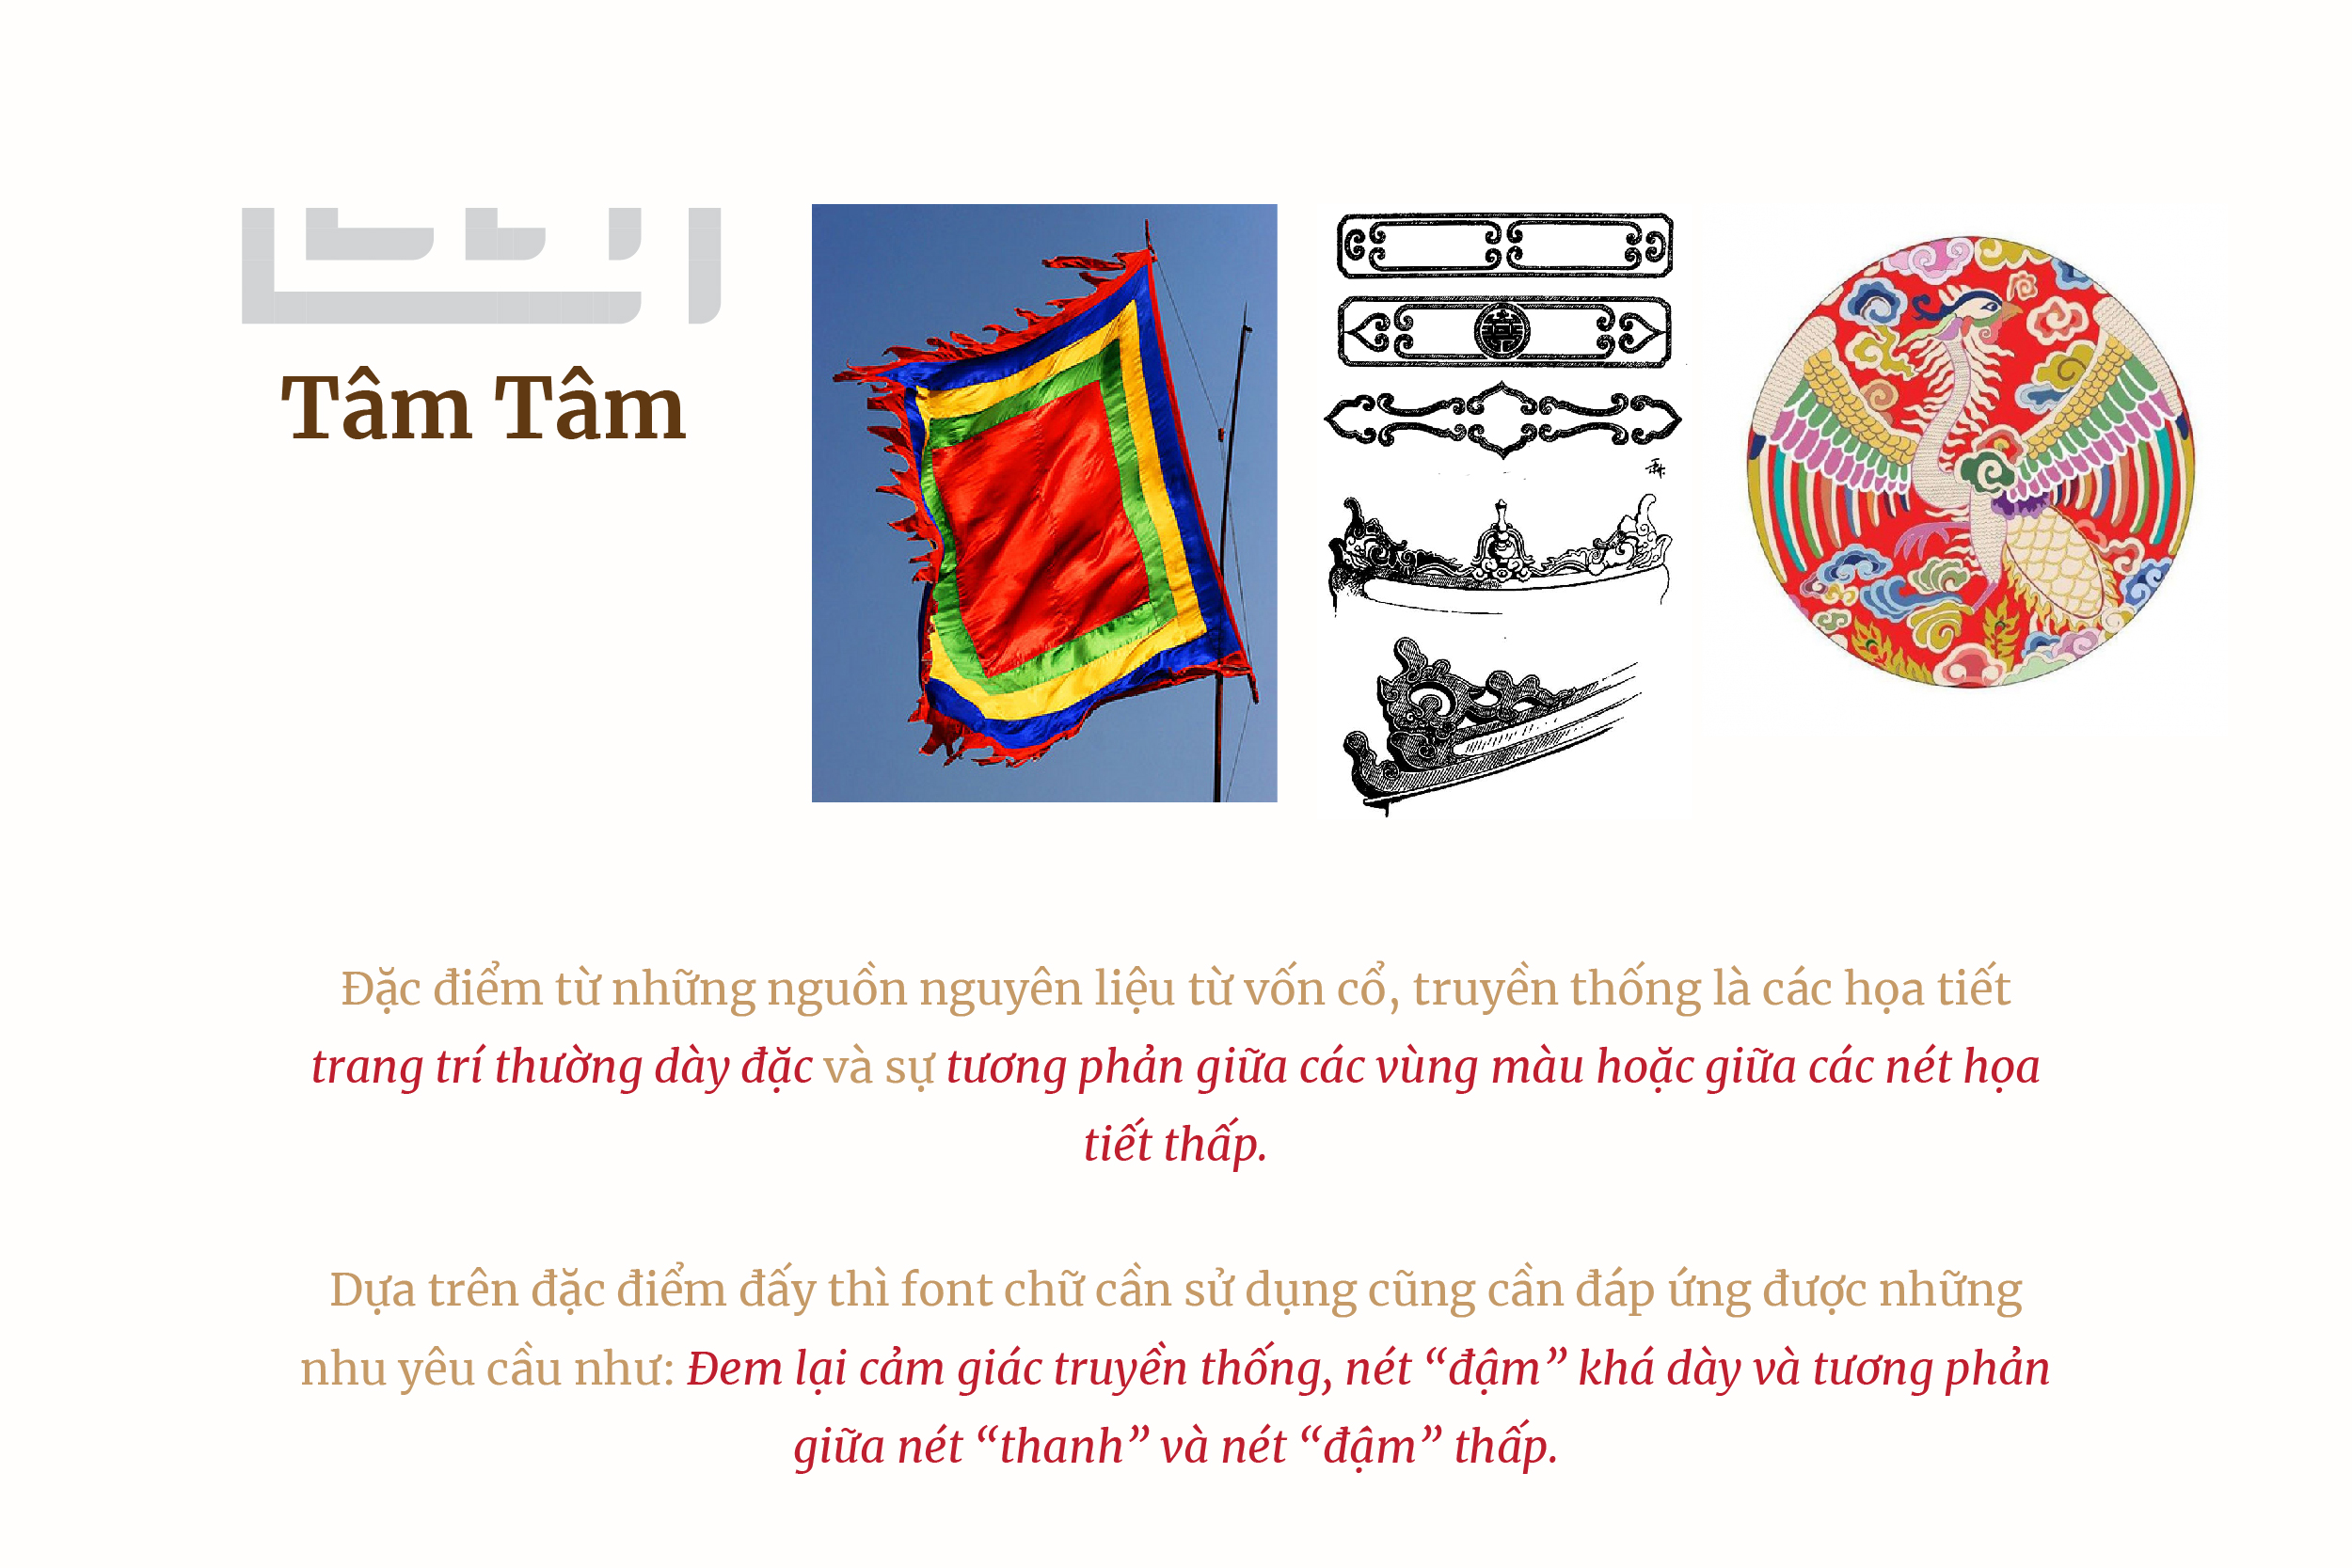 Tâm Tâm
Đặc điểm từ những nguồn nguyên liệu từ vốn cổ, truyền thống là các họa tiết
trang trí thường dày đặc và sự tương phản giữa các vùng màu hoặc giữa các nét họa
tiết thấp.
Dựa trên đặc điểm đấy thì font chữ cần sử dụng cũng cần đáp ứng được những
nhu yêu cầu như: Đem lại cảm giác truyền thống, nét “đậm” khá dày và tương phản
giữa nét “thanh” và nét “đậm” thấp.